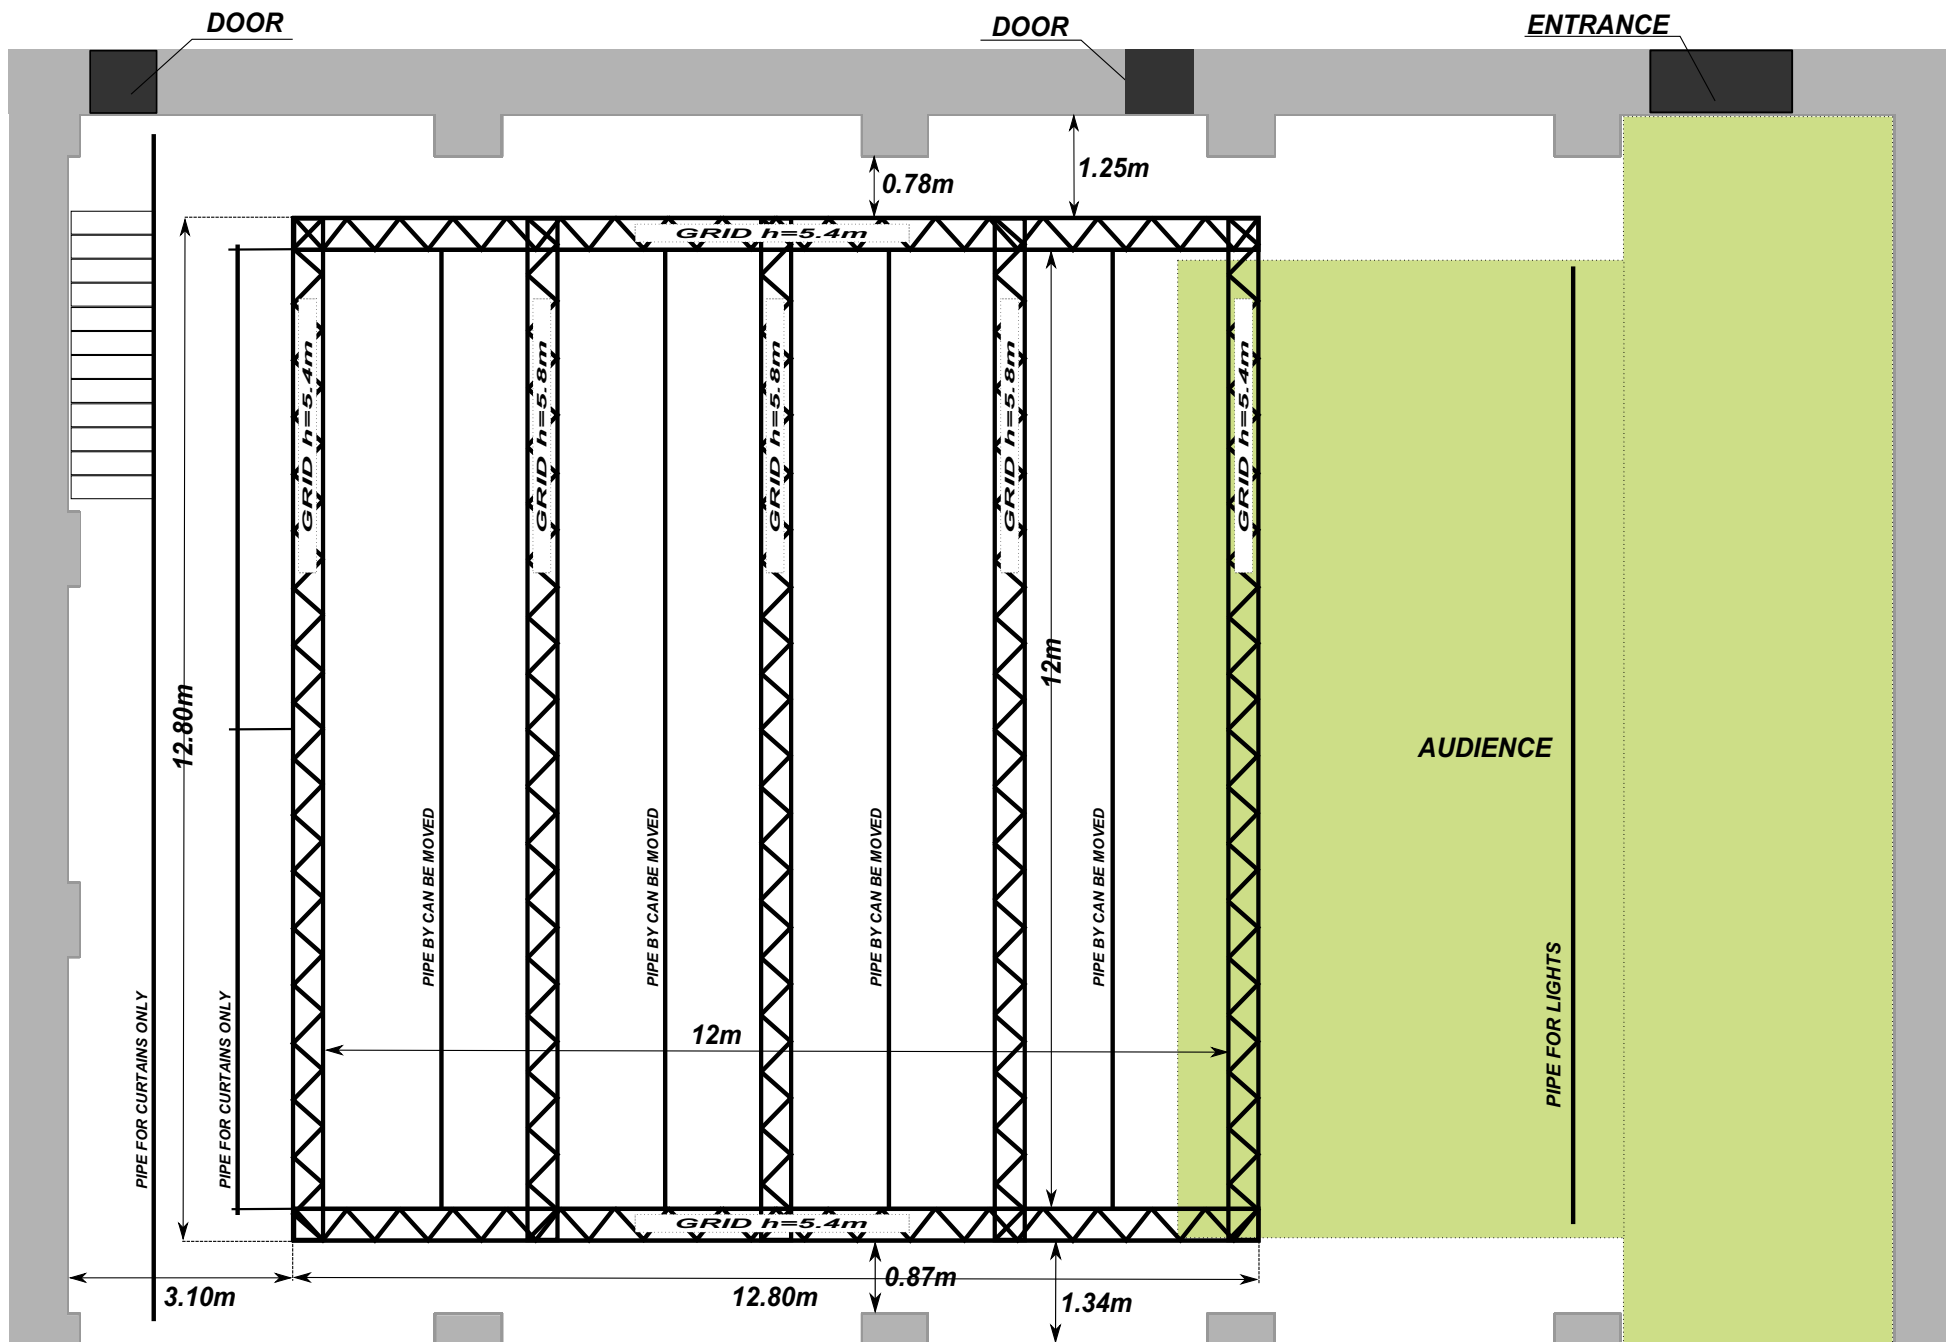 DOOR
DOOR
ENTRANCE
1.25m
0.78m
GRID h=5.4m
GRID h=5.4m
GRID h=5.8m
GRID h=5.8m
GRID h=5.8m
GRID h=5.4m
12.80m
12m
AUDIENCE
PIPE BY CAN BE MOVED
PIPE BY CAN BE MOVED
PIPE BY CAN BE MOVED
PIPE BY CAN BE MOVED
PIPE FOR CURTAINS ONLY
PIPE FOR CURTAINS ONLY
12m
PIPE FOR LIGHTS
GRID h=5.4m
3.10m
12.80m
0.87m
1.34m